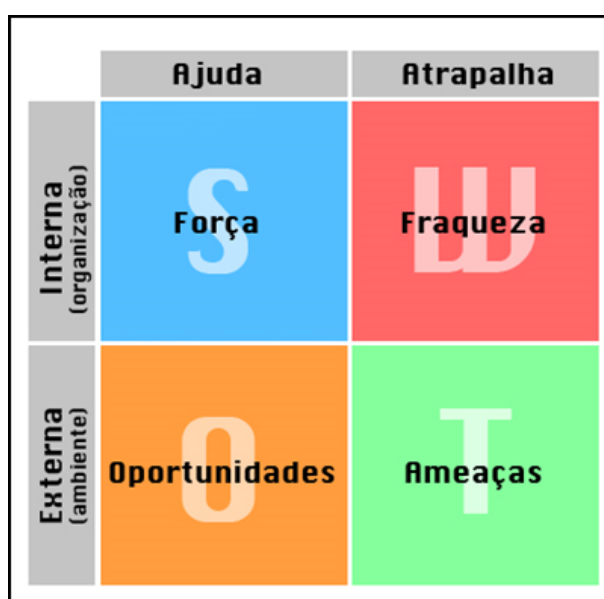 Ajuda
Atrapalha
Interna
(organização)
S
Força
W
Fraqueza
Externa
(ambiente)
O
Oportunidades
T
Ameaças